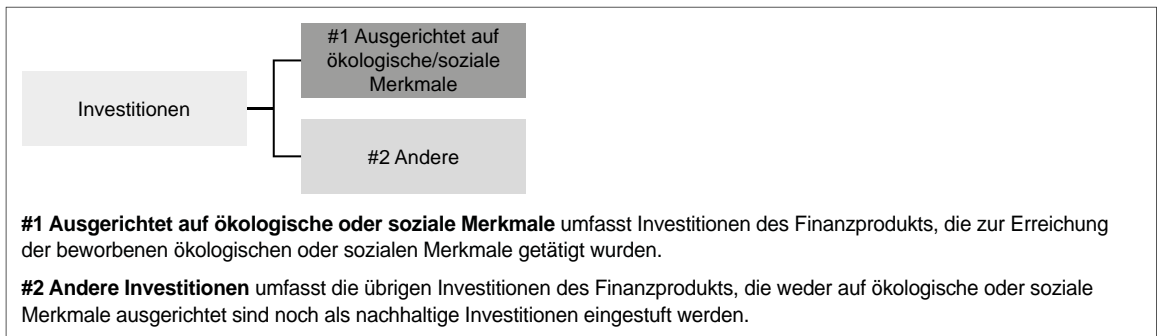 #1 Ausgerichtet auf
ökologische/soziale
Merkmale
Investitionen
#2 Andere
#1 Ausgerichtet auf ökologische oder soziale Merkmale umfasst Investitionen des Finanzprodukts, die zur Erreichung
der beworbenen ökologischen oder sozialen Merkmale getätigt wurden.
#2 Andere Investitionen umfasst die übrigen Investitionen des Finanzprodukts, die weder auf ökologische oder soziale
Merkmale ausgerichtet sind noch als nachhaltige Investitionen eingestuft werden.